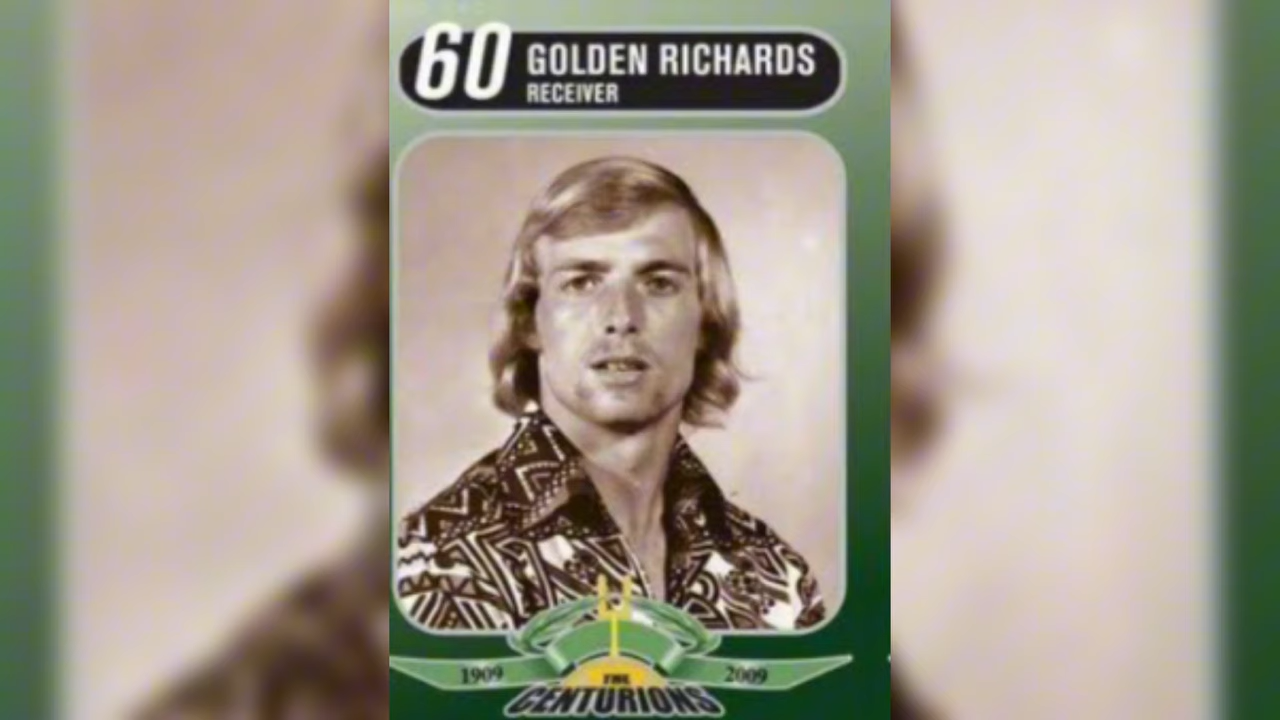 60 GOLDEN RICHARDS
RECEIVER
1909 2009
THE
CENTURIONS